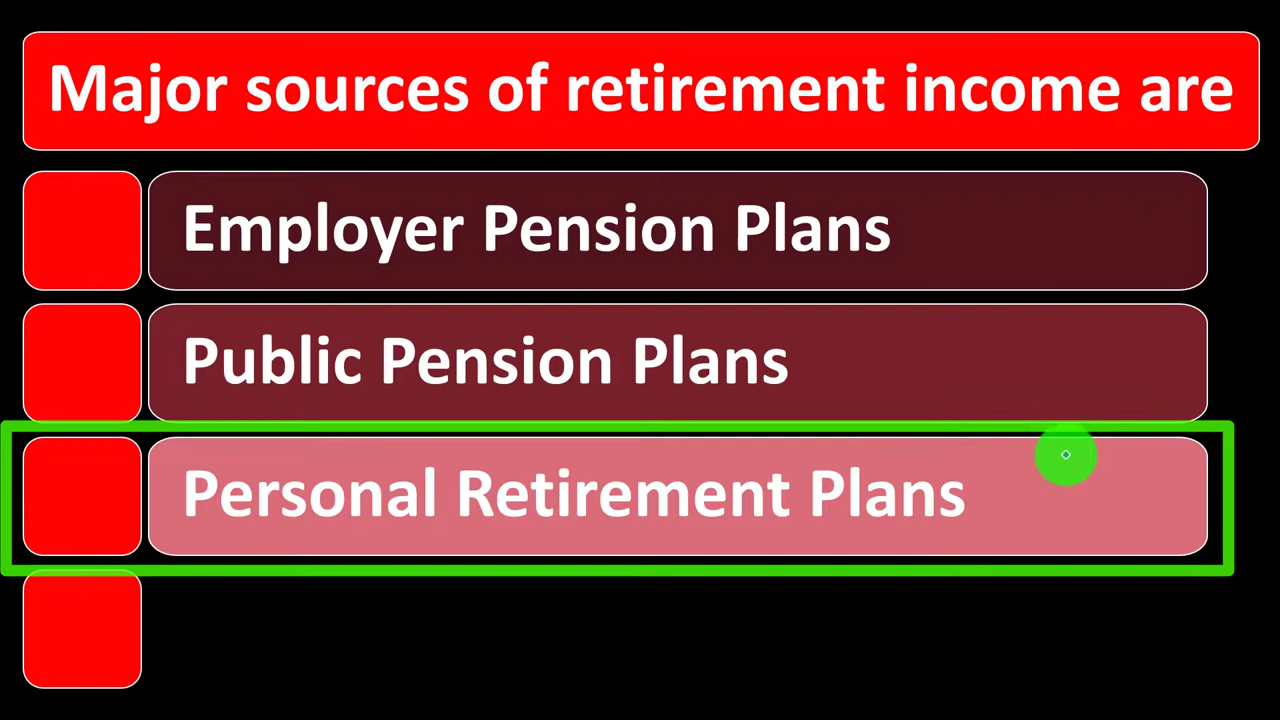 Major sources of retirement income are
Employer Pension Plans
Public Pension Plans
Personal Retirement Plans